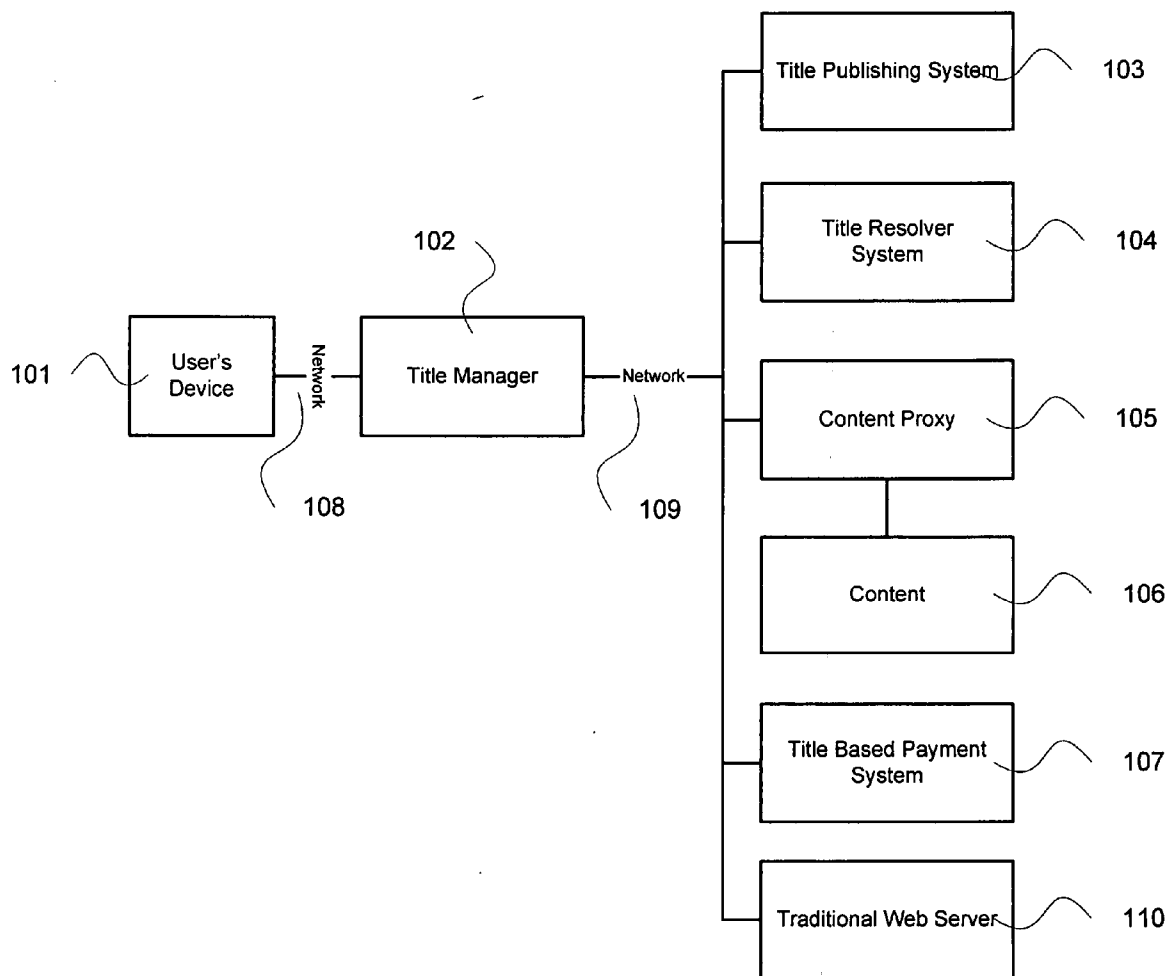 Title Publishing System
103
Title Resolver
System
104
102
101
User's
Device
Network
Title Manager
Network
108
109
Content Proxy
105
Content
106
Title Based Payment
System
107
Traditional Web Server
110